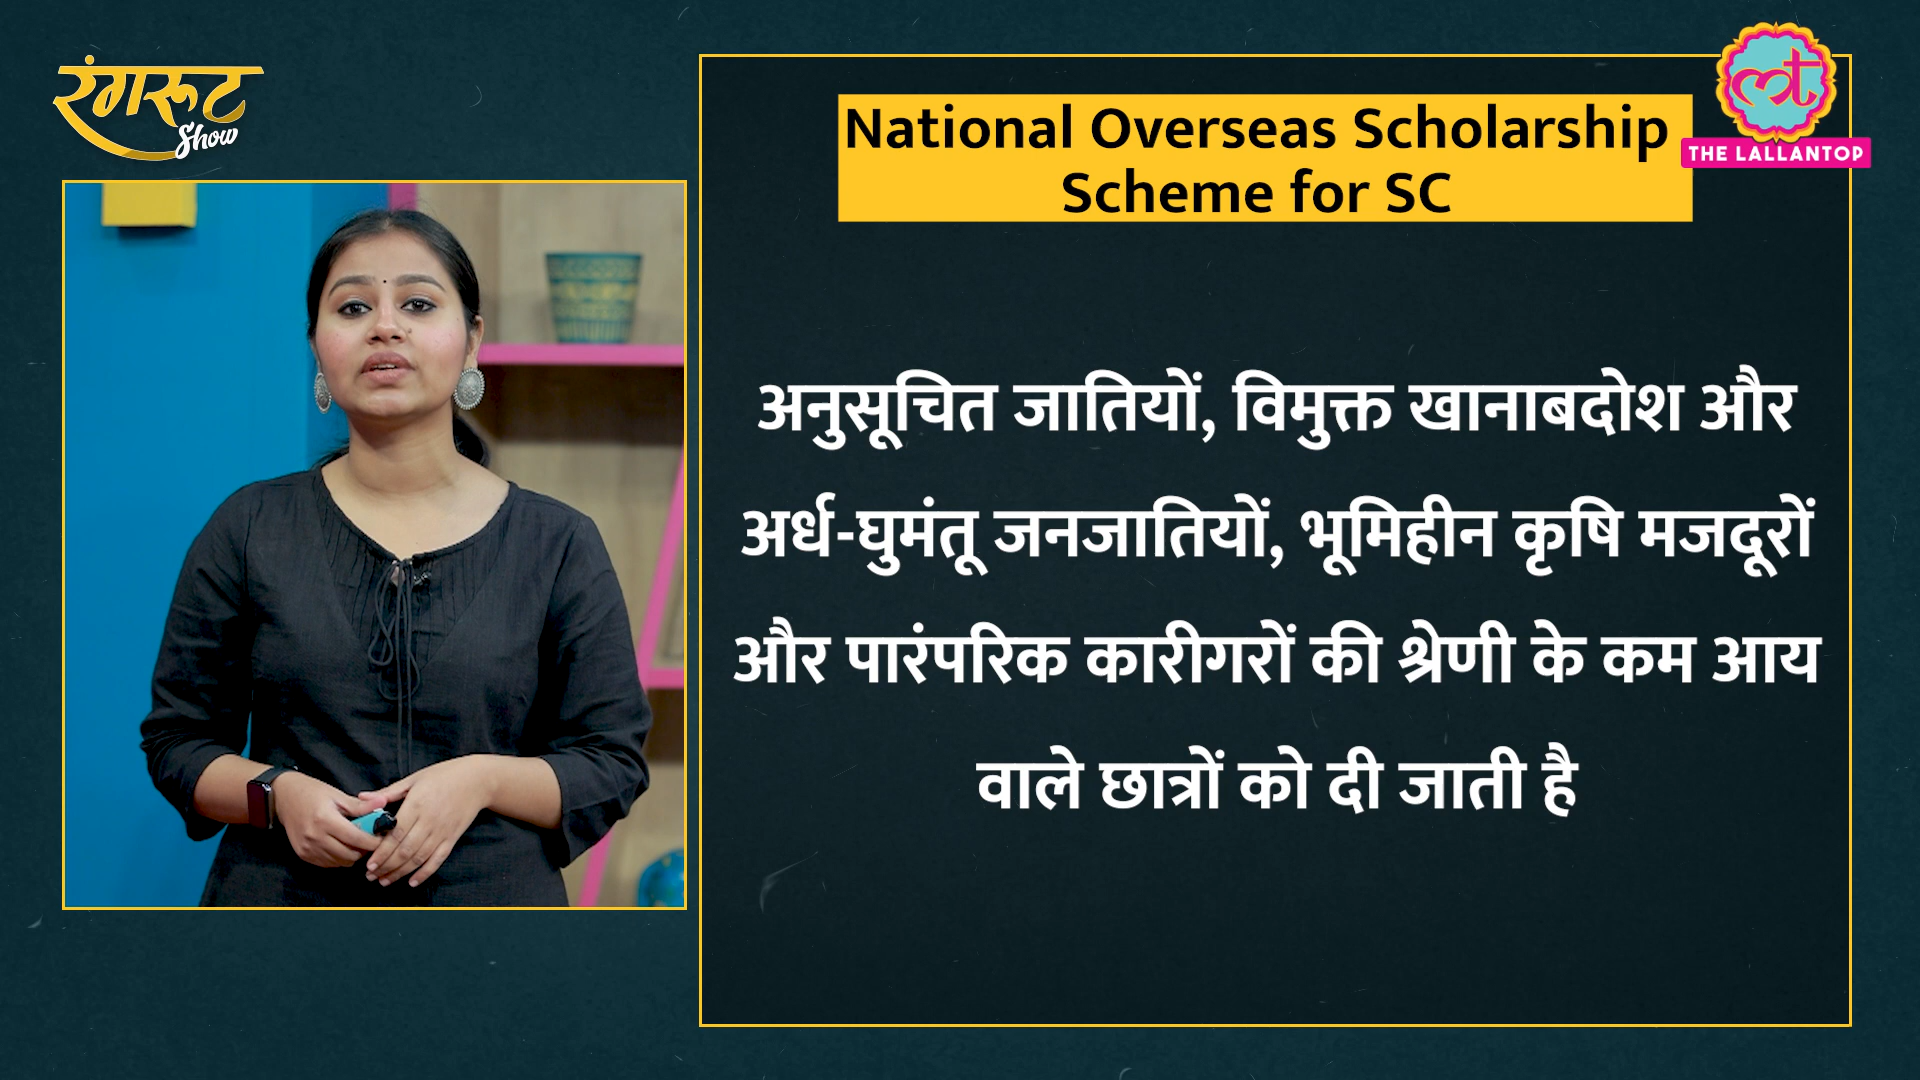 रंगरूट
Show
National Overseas Scholarship
Scheme for SC
lt
THE LALLANTOP
अनुसूचित जातियों, विमुक्त खानाबदोश और
अर्ध-घुमंतू जनजातियों, भूमिहीन कृषि मजदूरों
और पारंपरिक कारीगरों की श्रेणी के कम आय
वाले छात्रों को दी जाती है